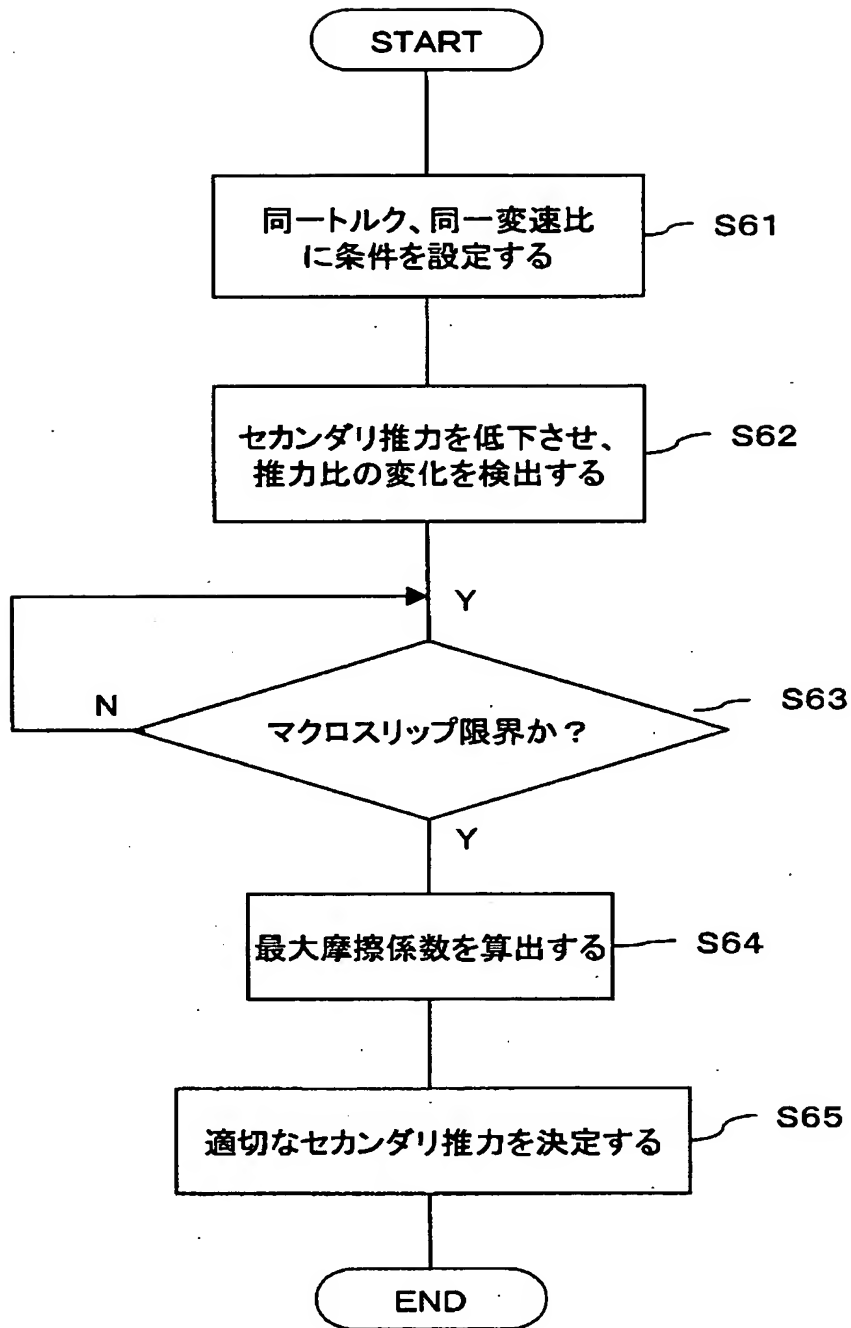 START
同一トルク、同一変速比
に条件を設定する
S61
セカンダリ推力を低下させ、
推力比の変化を検出する
S62
Y
N
マクロスリップ限界か?
S63
Y
最大摩擦係数を算出する
S64
適切なセカンダリ推力を決定する
S65
END